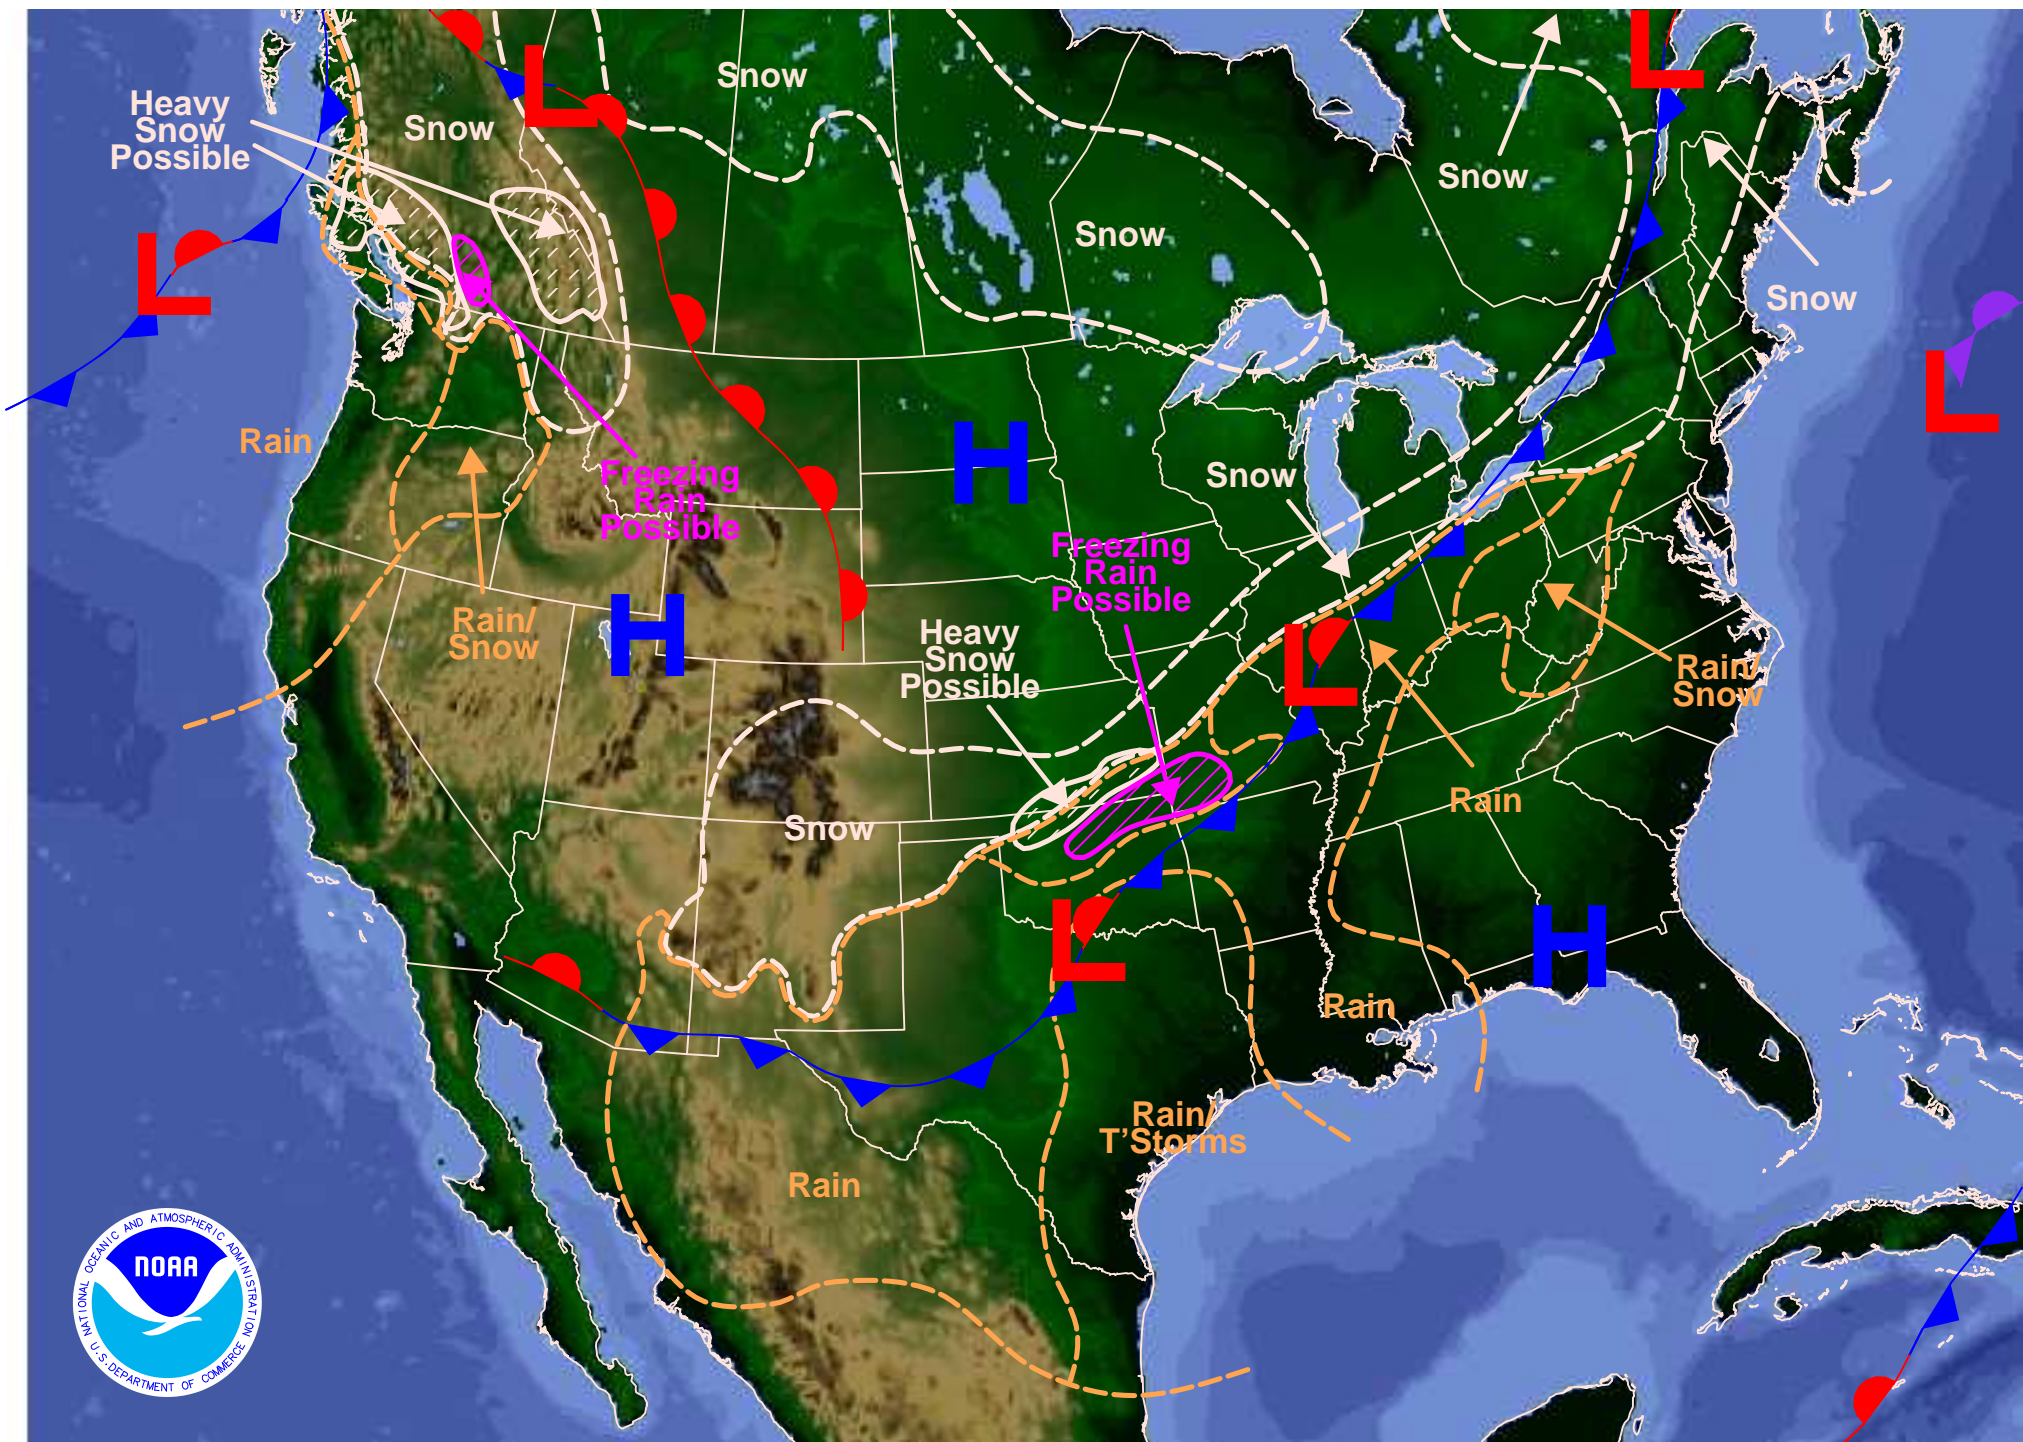 Snow
Heavy
Snow
Possible
Snow
L
L
Snow
Snow
L
Snow
L
Rain
H
Freezing
Rain
Possible
Snow
Freezing
Rain
Possible
Rain/
Snow
H
Heavy
Snow
Possible
L
Rain/
Snow
Snow
Rain
L
H
Rain
Rain/
T'Storms
Rain
NATIONAL OCEANIC AND ATMOSPHERIC ADMINISTRATION
NOAA
U.S. DEPARTMENT OF COMMERCE